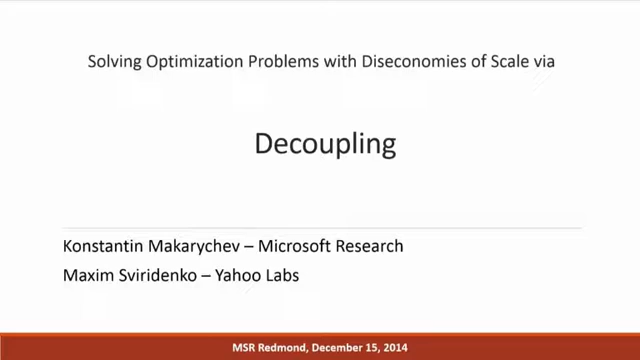 Solving Optimization Problems with Diseconomies of Scale via
Decoupling
Konstantin Makarychev – Microsoft Research
Maxim Sviridenko – Yahoo Labs
MSR Redmond, December 15, 2014